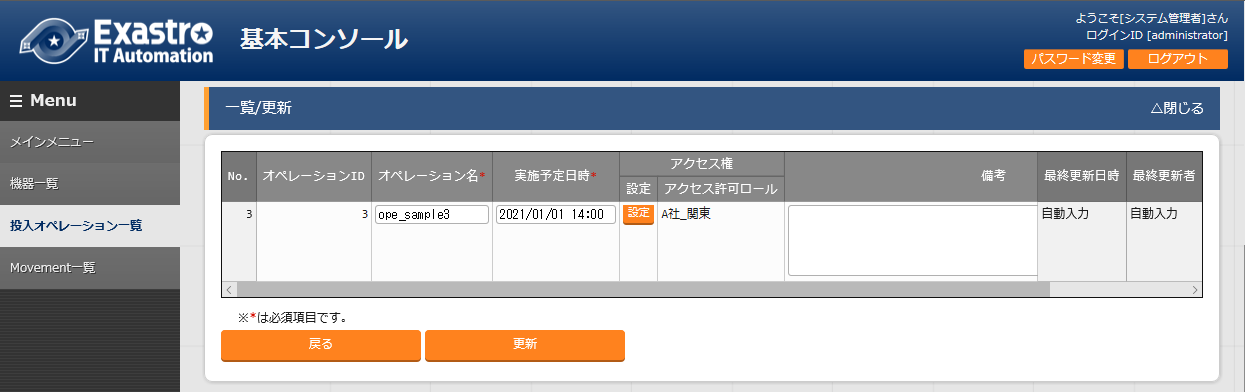 Exastro
IT Automation
基本コンソール
ようこそ[システム管理者]さん
ログインID [administrator]
パスワード変更
ログアウト
☰ Menu
メインメニュー
機器一覧
投入オペレーション一覧
Movement一覧
一覧/更新
△閉じる
No.
オペレーションID
オペレーション名*
実施予定日時*
アクセス権
設定
アクセス許可ロール
備考
最終更新日時
最終更新者
3
3
ope_sample3
2021/01/01 14:00
設定
A社_関東
自動入力
自動入力
※*は必須項目です。
戻る
更新